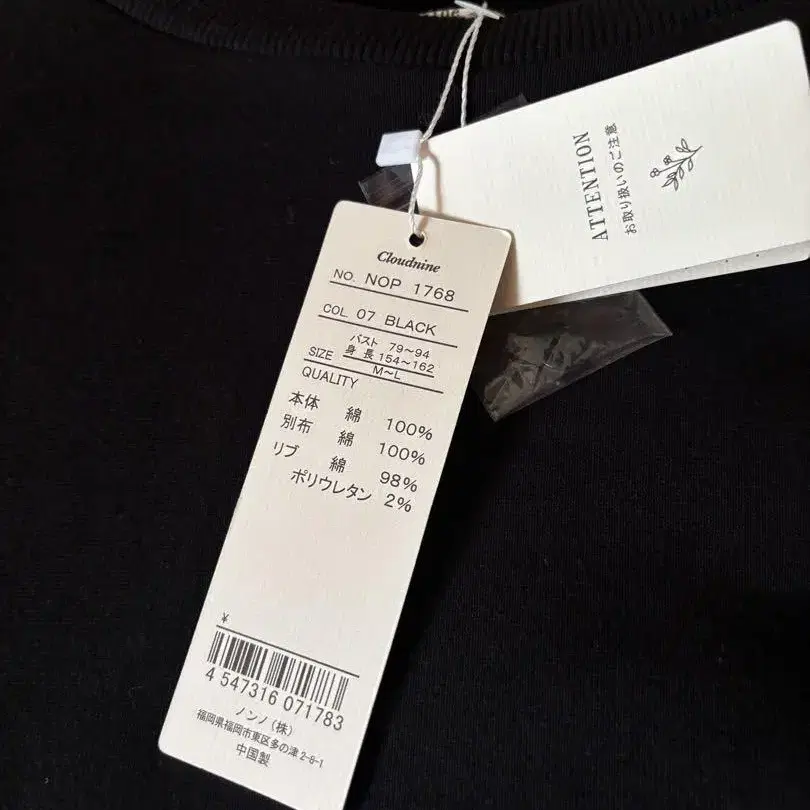 Cloudnine
NO. NOP 1768
COL. 07 BLACK
バスト 79~94
SIZE 身長 154~162
M~L
QUALITY
本体 綿 100%
別布 綿 100%
リブ 綿 98%
ポリウレタン 2%
¥
4 547316 071783
ノンノ(株)
福岡県福岡市東区多の津2-6-1
中国製
ATTENTION
お取り扱いのご注意